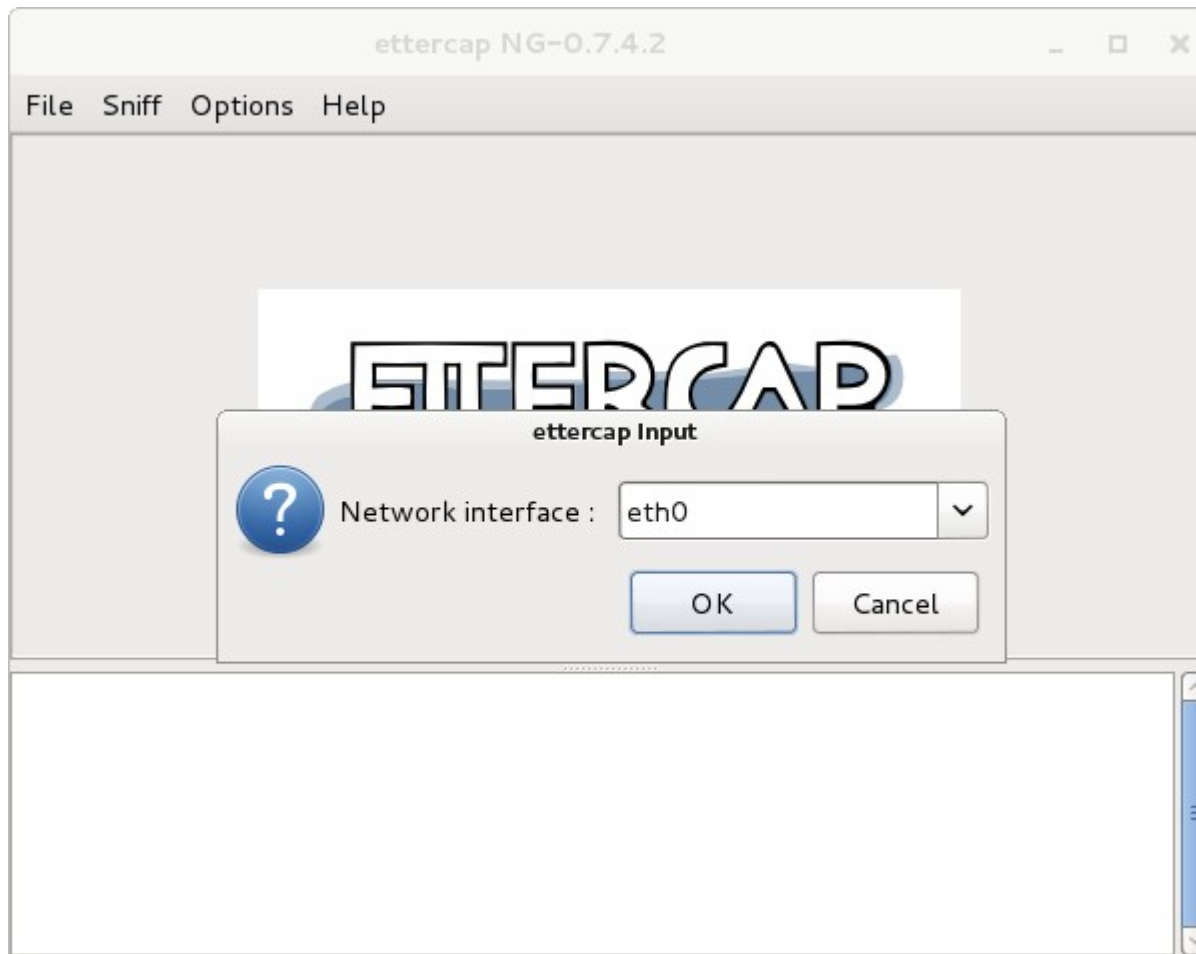 ettercap NG-0.7.4.2
File Sniff Options Help
ETTERCAP
ettercap Input
Network interface : eth0
OK Cancel